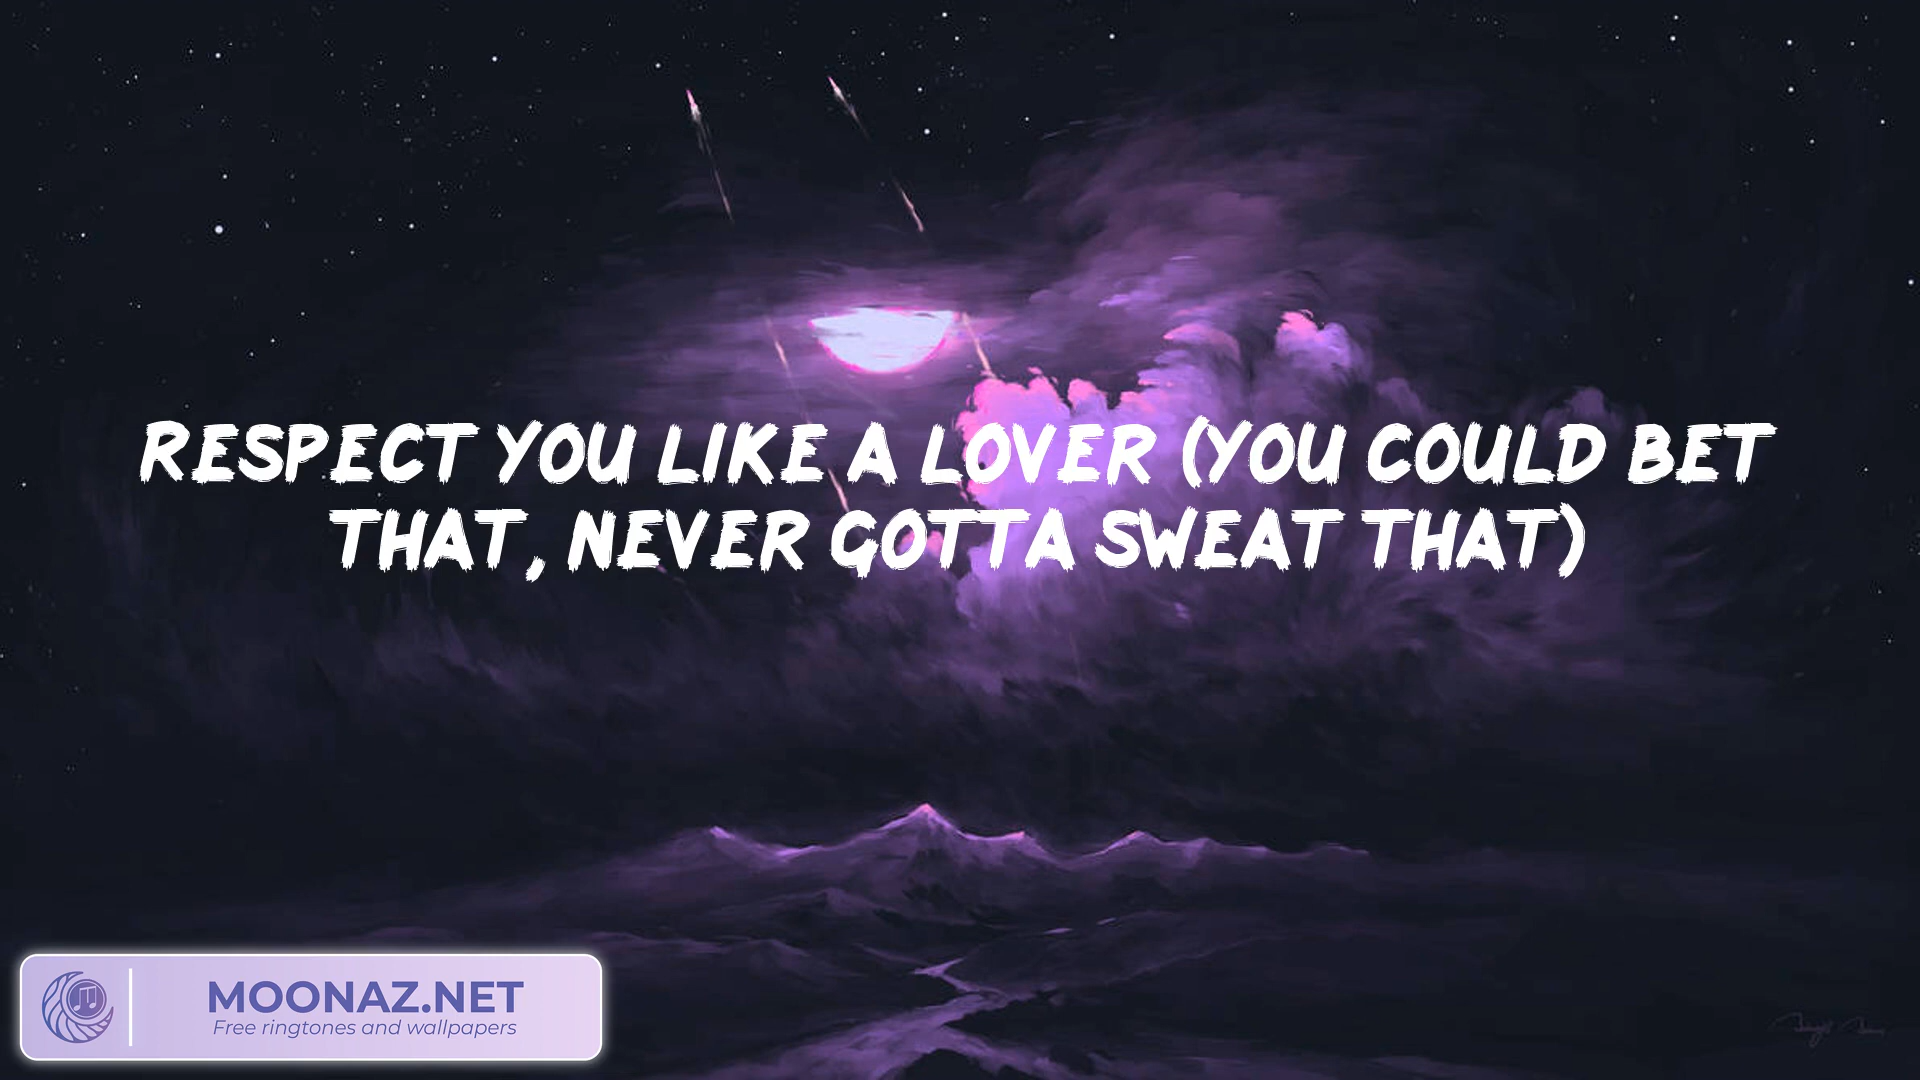 RESPECT YOU LIKE A LOVER (YOU COULD BET
THAT, NEVER GOTTA SWEAT THAT)
MOONAZ.NET
Free ringtones and wallpapers